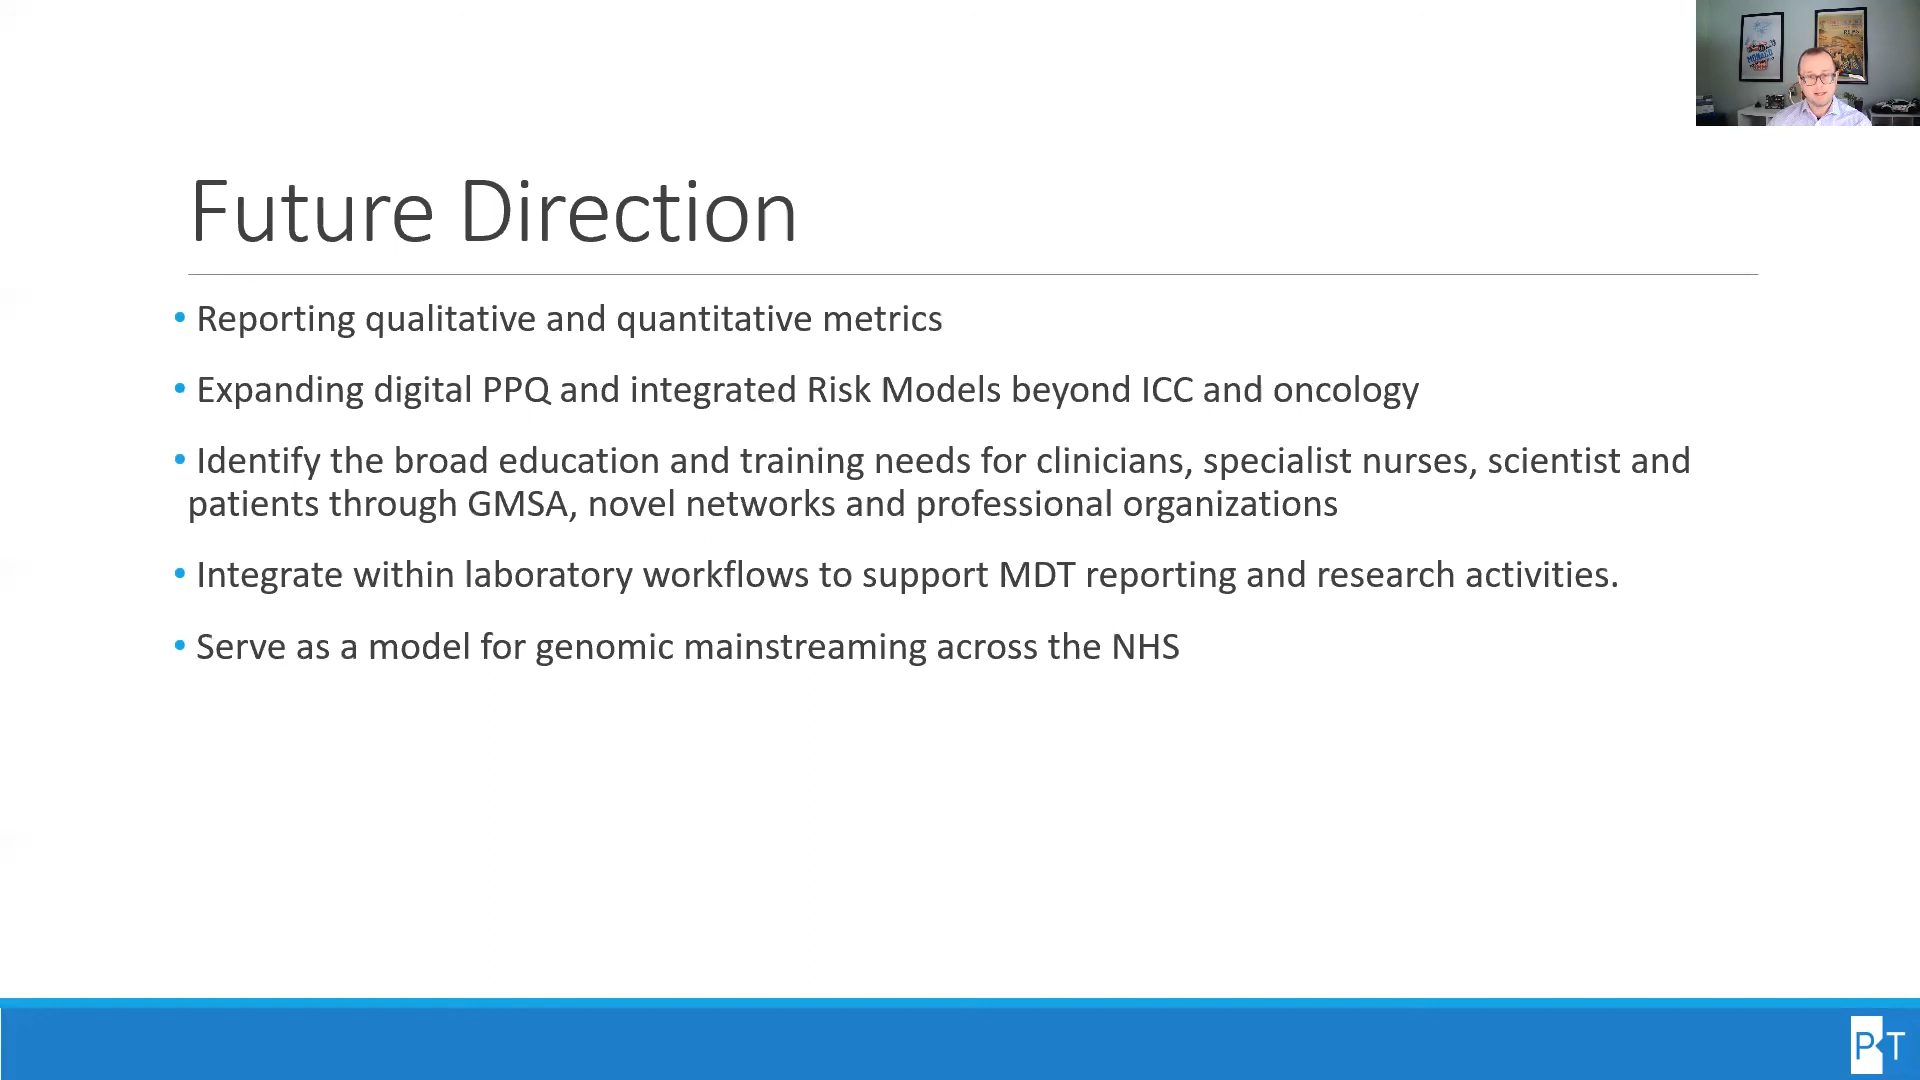 MONACO
Future Direction
• Reporting qualitative and quantitative metrics
• Expanding digital PPQ and integrated Risk Models beyond ICC and oncology
• Identify the broad education and training needs for clinicians, specialist nurses, scientist and
patients through GMSA, novel networks and professional organizations
• Integrate within laboratory workflows to support MDT reporting and research activities.
• Serve as a model for genomic mainstreaming across the NHS
PT